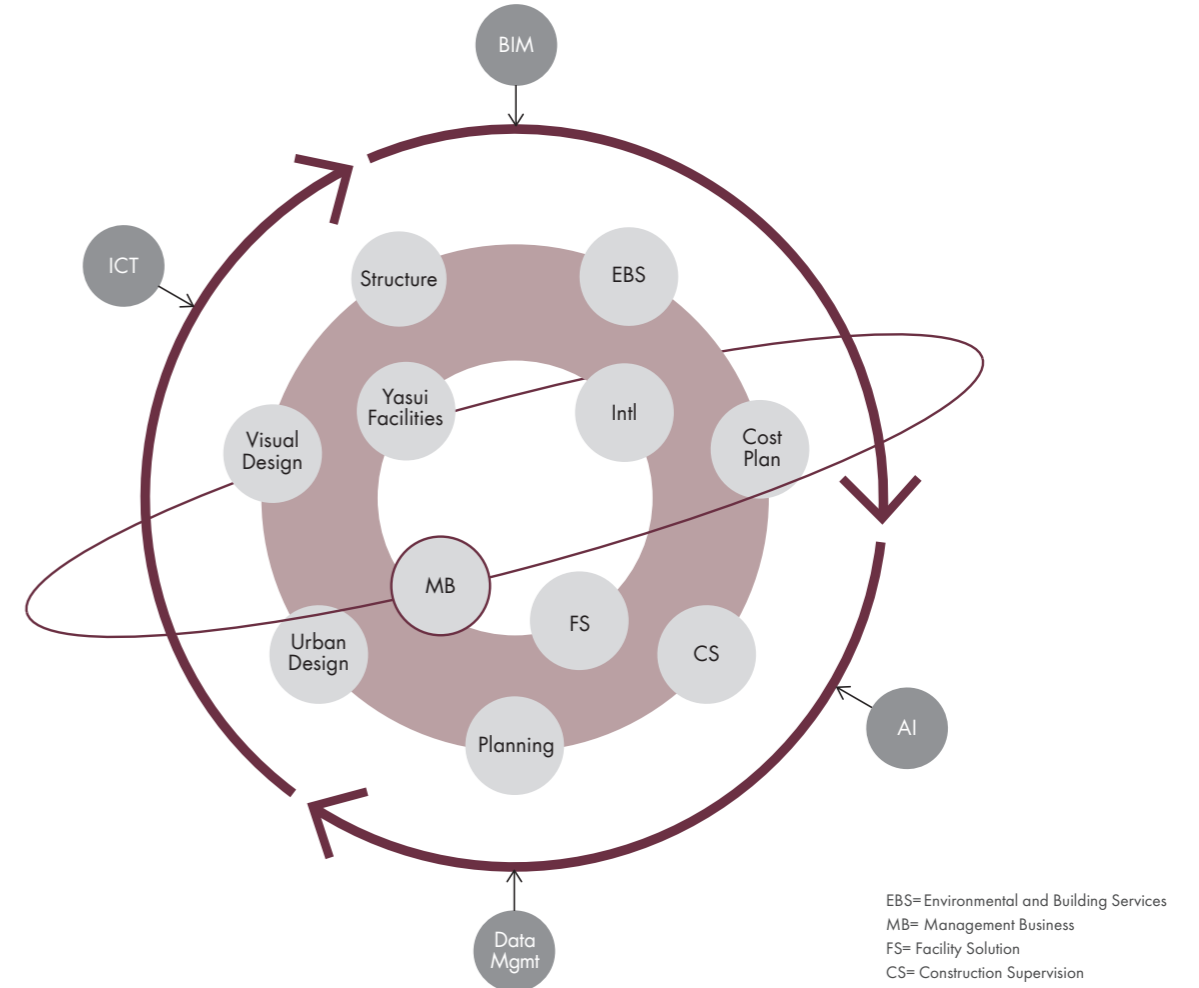 BIM
ICT
Structure
EBS
Yasui
Facilities
Intl
Visual
Design
Cost
Plan
MB
FS
Urban
Design
CS
Planning
AI
Data
Mgmt
EBS= Environmental and Building Services
MB= Management Business
FS= Facility Solution
CS= Construction Supervision